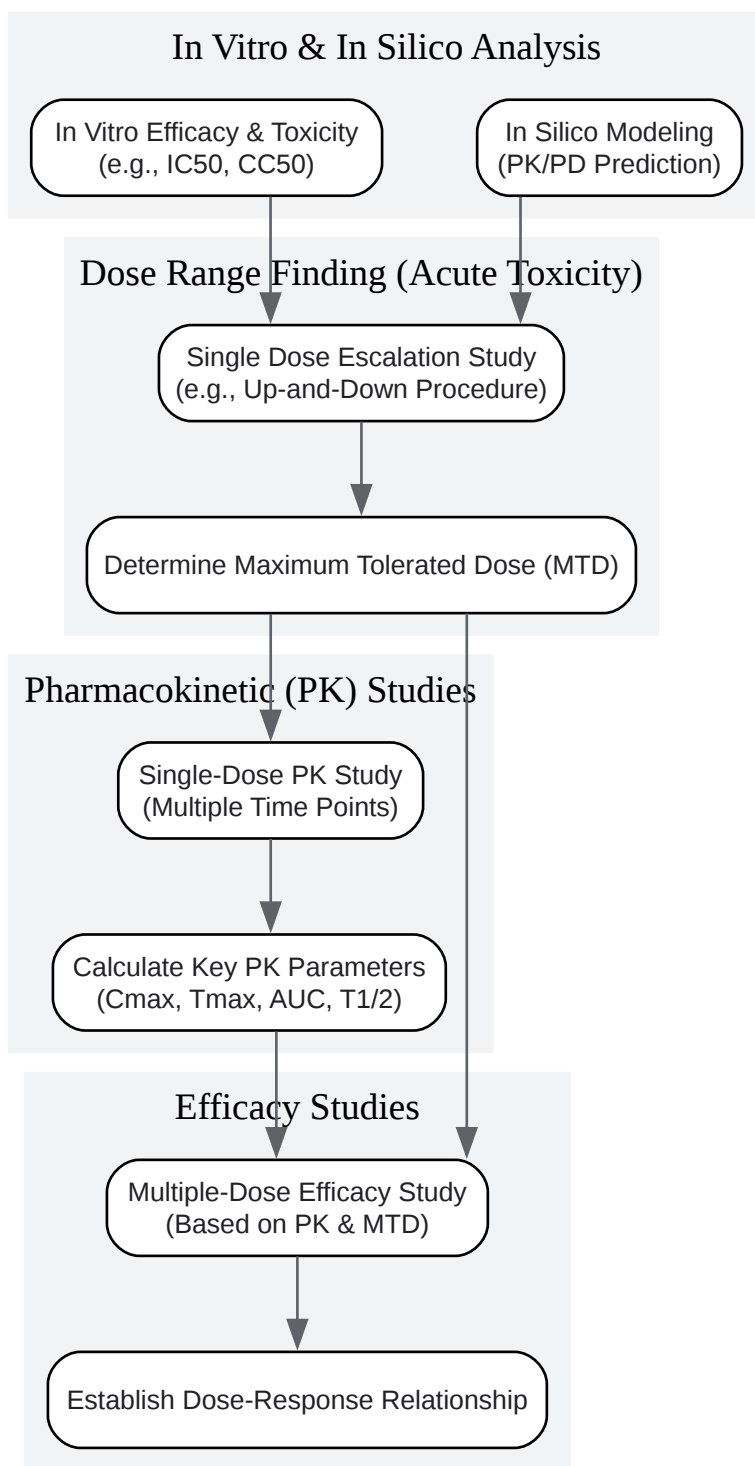 In Vitro & In Silico Analysis
In Vitro Efficacy & Toxicity
(e.g., IC50, CC50)
In Silico Modeling
(PK/PD Prediction)
Dose Range Finding (Acute Toxicity)
Single Dose Escalation Study
(e.g., Up-and-Down Procedure)
Determine Maximum Tolerated Dose (MTD)
Pharmacokinetic (PK) Studies
Single-Dose PK Study
(Multiple Time Points)
Calculate Key PK Parameters
(Cmax, Tmax, AUC, T1/2)
Efficacy Studies
Multiple-Dose Efficacy Study
(Based on PK & MTD)
Establish Dose-Response Relationship